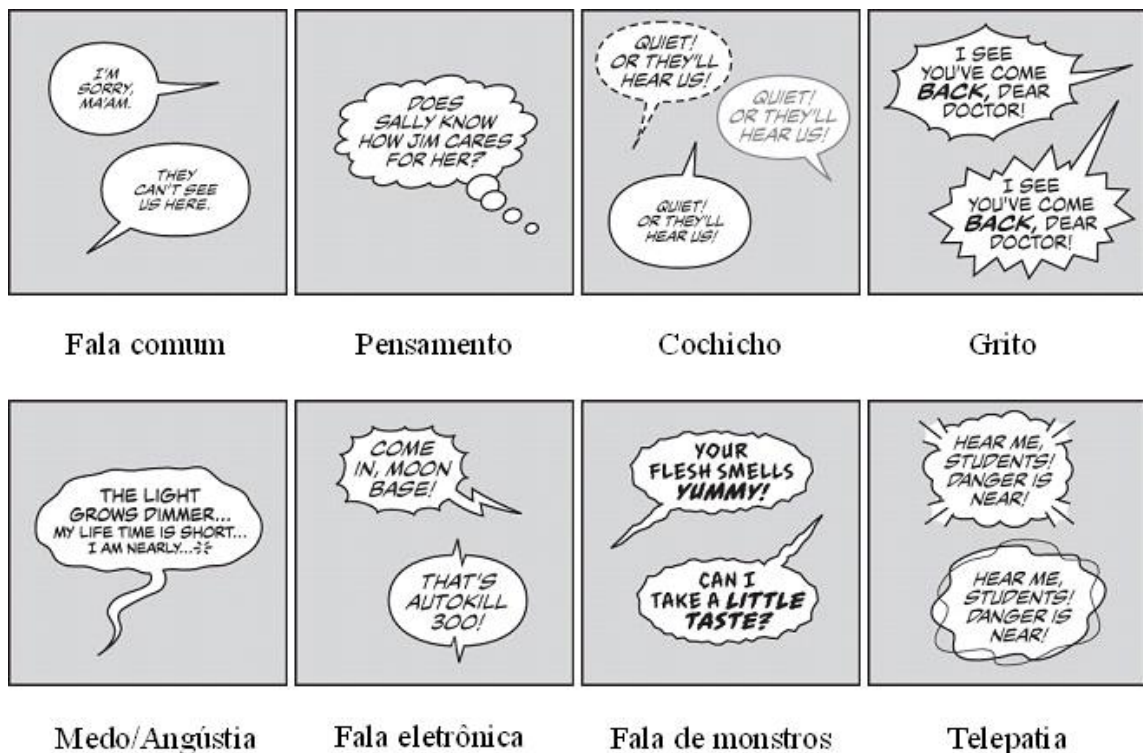 I'M
SORRY,
MA'AM.
THEY
CAN'T SEE
US HERE.
DOES
SALLY KNOW
HOW JIM CARES
FOR HER?
QUIET!
OR THEY'LL
HEAR US!
QUIET!
OR THEY'LL
HEAR US!
QUIET!
OR THEY'LL
HEAR US!
I SEE
YOU'VE COME
BACK, DEAR
DOCTOR!
I SEE
YOU'VE COME
BACK, DEAR
DOCTOR!
Fala comum
Pensamento
Cochicho
Grito
THE LIGHT
GROWS DIMMER...
MY LIFE TIME IS SHORT...
I AM NEARLY...
COME
IN, MOON
BASE!
THAT'S
AUTOKILL
300!
YOUR
FLESH SMELLS
YUMMY!
CAN I
TAKE A LITTLE
TASTE?
HEAR ME,
STUDENTS!
DANGER IS
NEAR!
HEAR ME,
STUDENTS!
DANGER IS
NEAR!
Medo/Angústia
Fala eletrônica
Fala de monstros
Telepatia